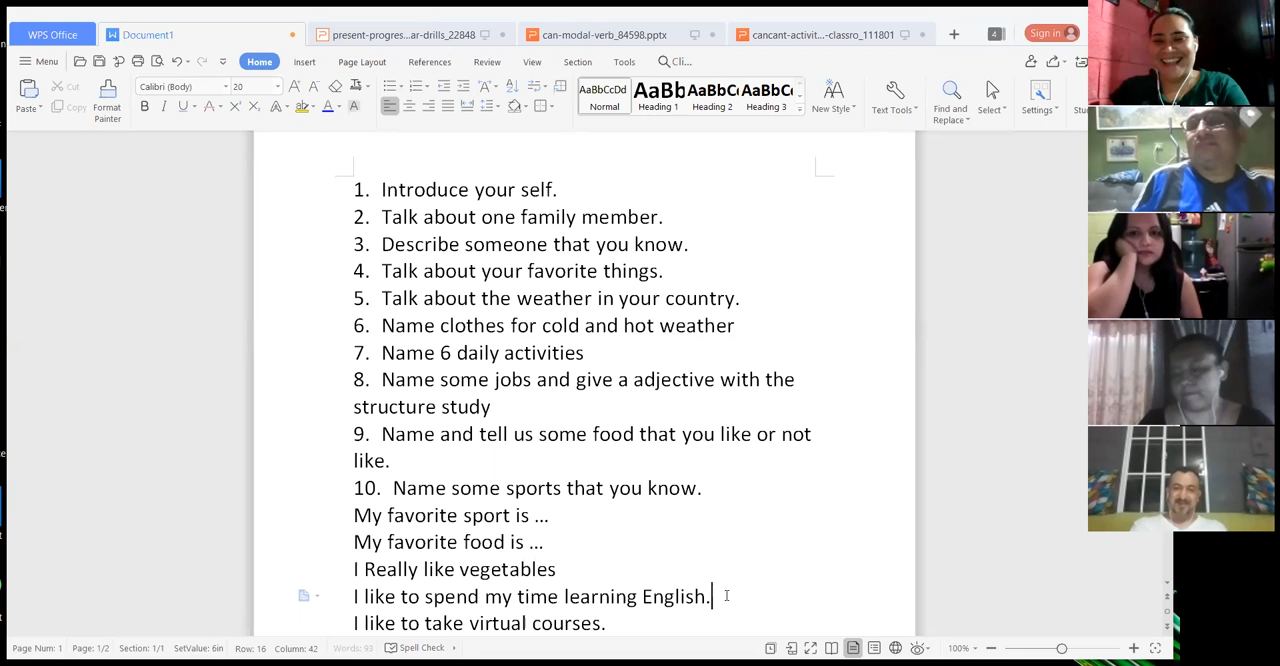 WPS Office
Document1
present-progres...ar-drills_22848
can-modal-verb_84598.pptx
cancant-activit...-classro_111801
4
Sign in
Menu
Home
Insert
Page Layout
References
Review
View
Section
Tools
Cli...
Paste
Cut
Copy
Format Painter
Calibri (Body)
20
AaBbCcDd
Normal
AaBb
Heading 1
AaBbC
Heading 2
AaBbC
Heading 3
New Style
Text Tools
Find and Replace
Select
Settings
1. Introduce your self.
2. Talk about one family member.
3. Describe someone that you know.
4. Talk about your favorite things.
5. Talk about the weather in your country.
6. Name clothes for cold and hot weather
7. Name 6 daily activities
8. Name some jobs and give a adjective with the
structure study
9. Name and tell us some food that you like or not
like.
10. Name some sports that you know.
My favorite sport is ...
My favorite food is ...
I Really like vegetables
I like to spend my time learning English.
I like to take virtual courses.
Page Num: 1
Page: 1/2
Section: 1/1
SetValue: 6in
Row: 16
Column: 42
Words: 93
Spell Check
100%